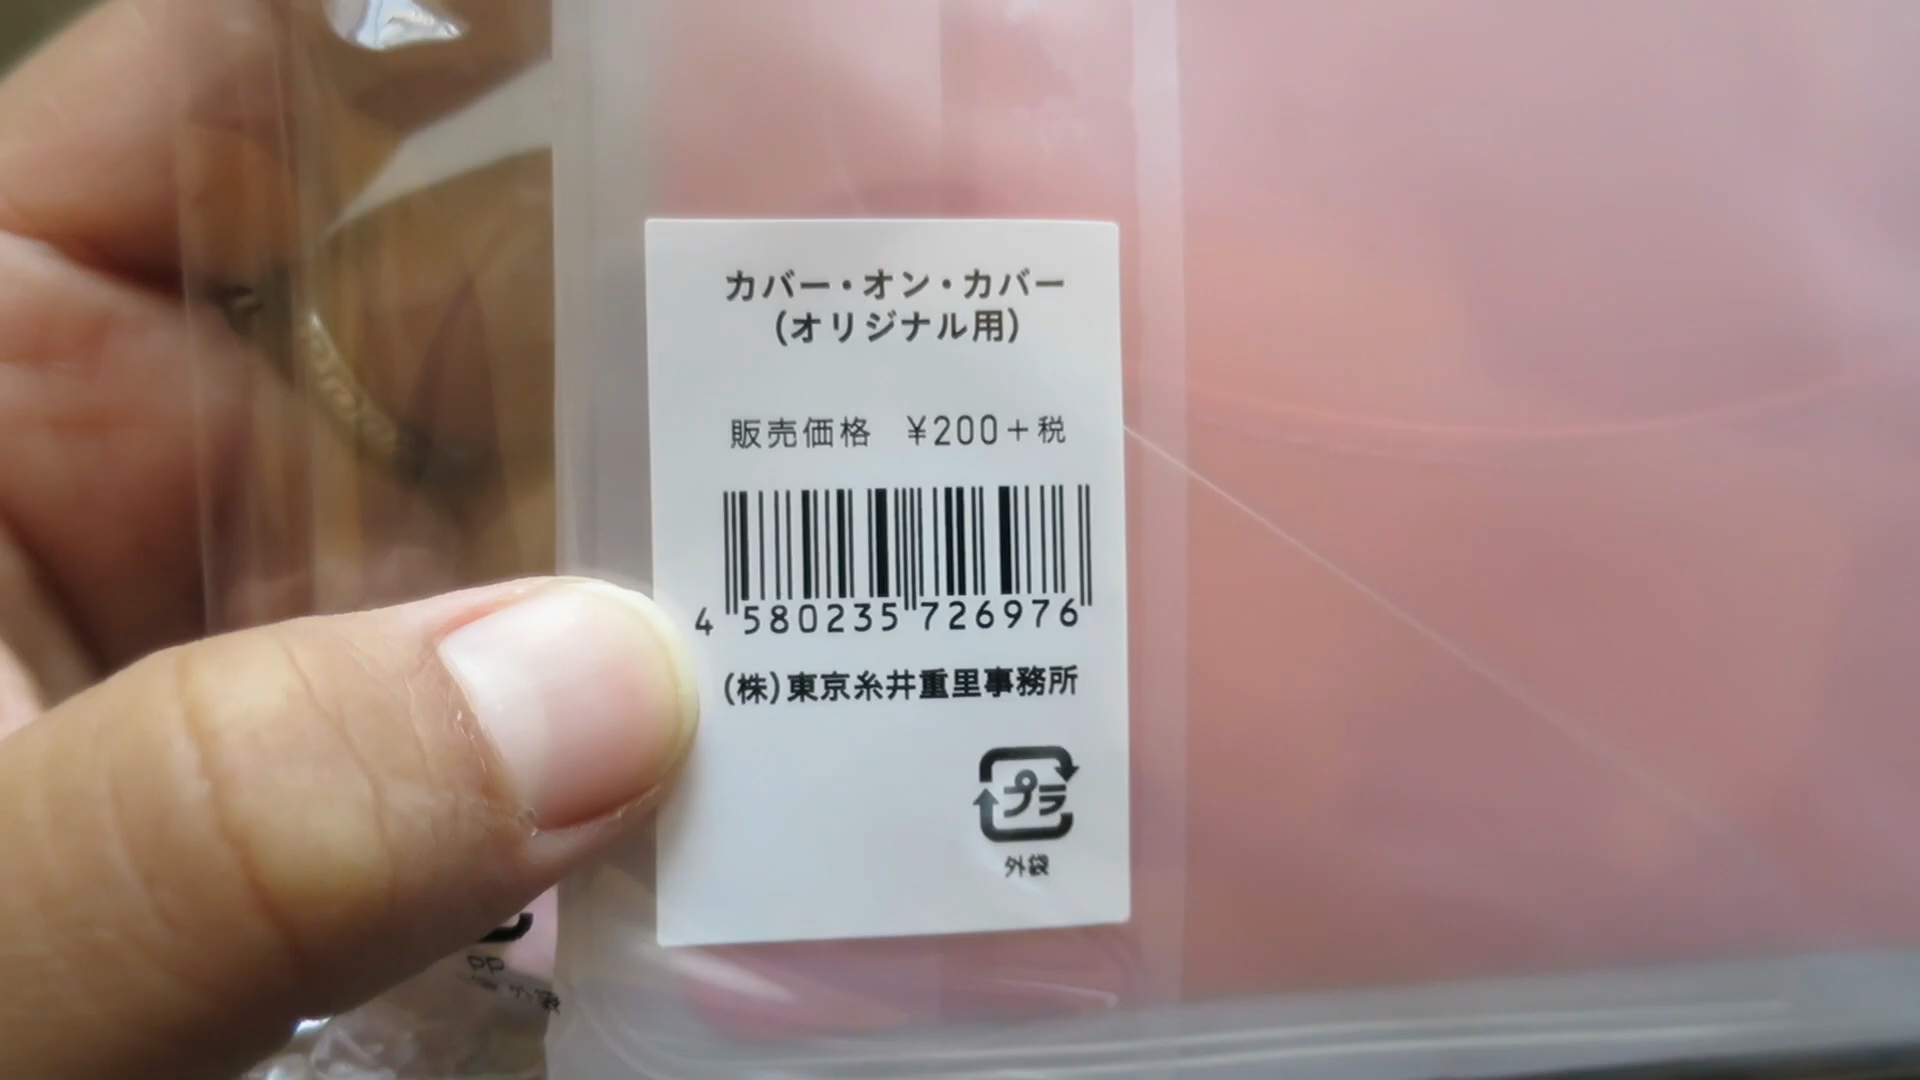 カバー・オン・カバー
(オリジナル用)
販売価格 ¥200+税
4 580235 726976
(株)東京糸井重里事務所
プラ
外袋